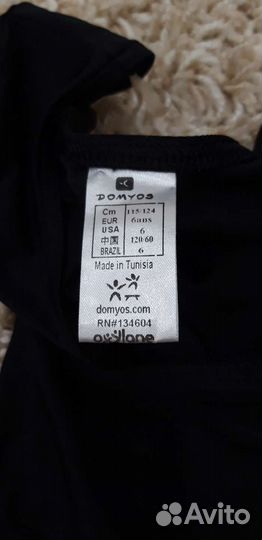 DOMYOS
Cm 115/124
EUR 6ans
USA 6
中国 120/60
BRAZIL 6
Made in Tunisia
domyos.com
RN#134604
oxylane
Avito